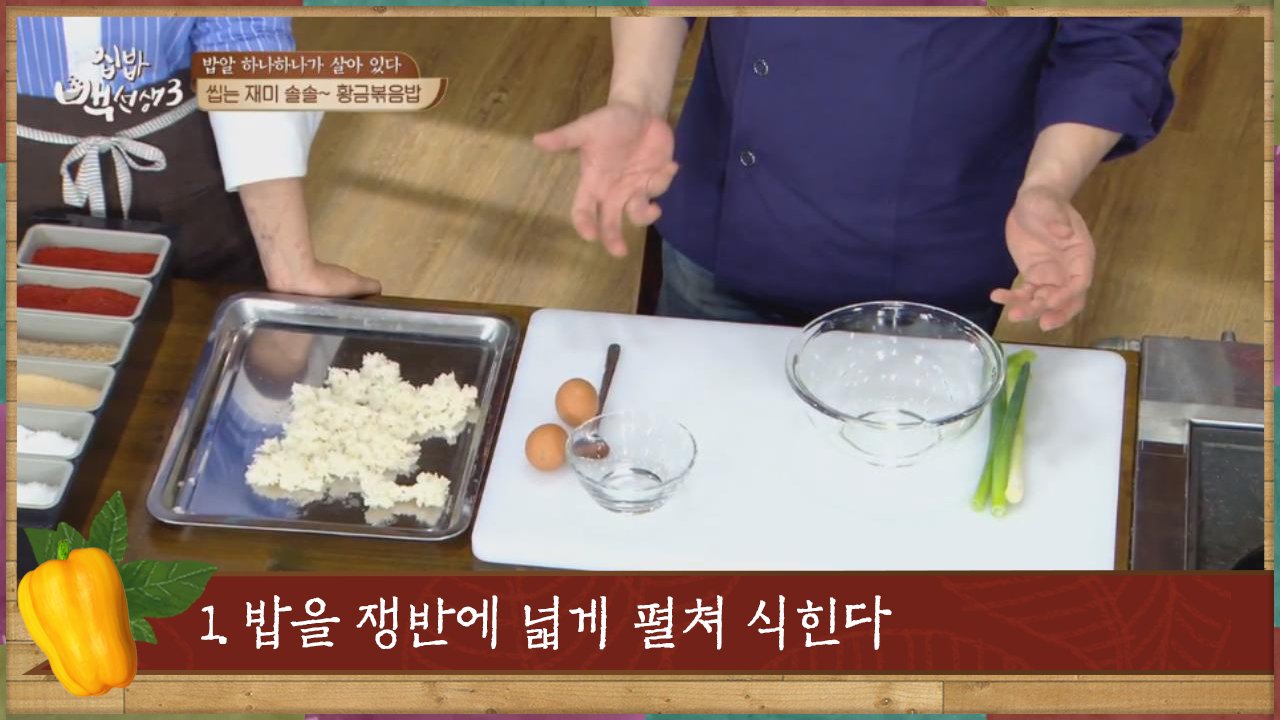 집밥
백선생3
밥알 하나하나가 살아 있다
씹는 재미 솔솔~ 황금볶음밥
1. 밥을 쟁반에 넓게 펼쳐 식힌다